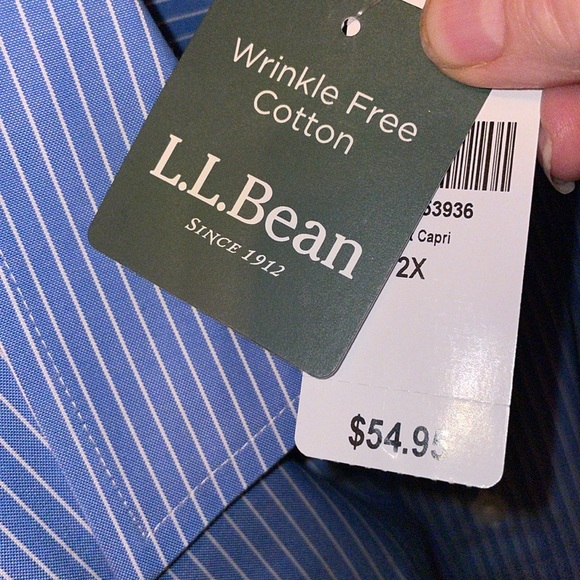 Wrinkle Free
Cotton
L.L.Bean
SINCE 1912
53936
Capri
2X
$54.95